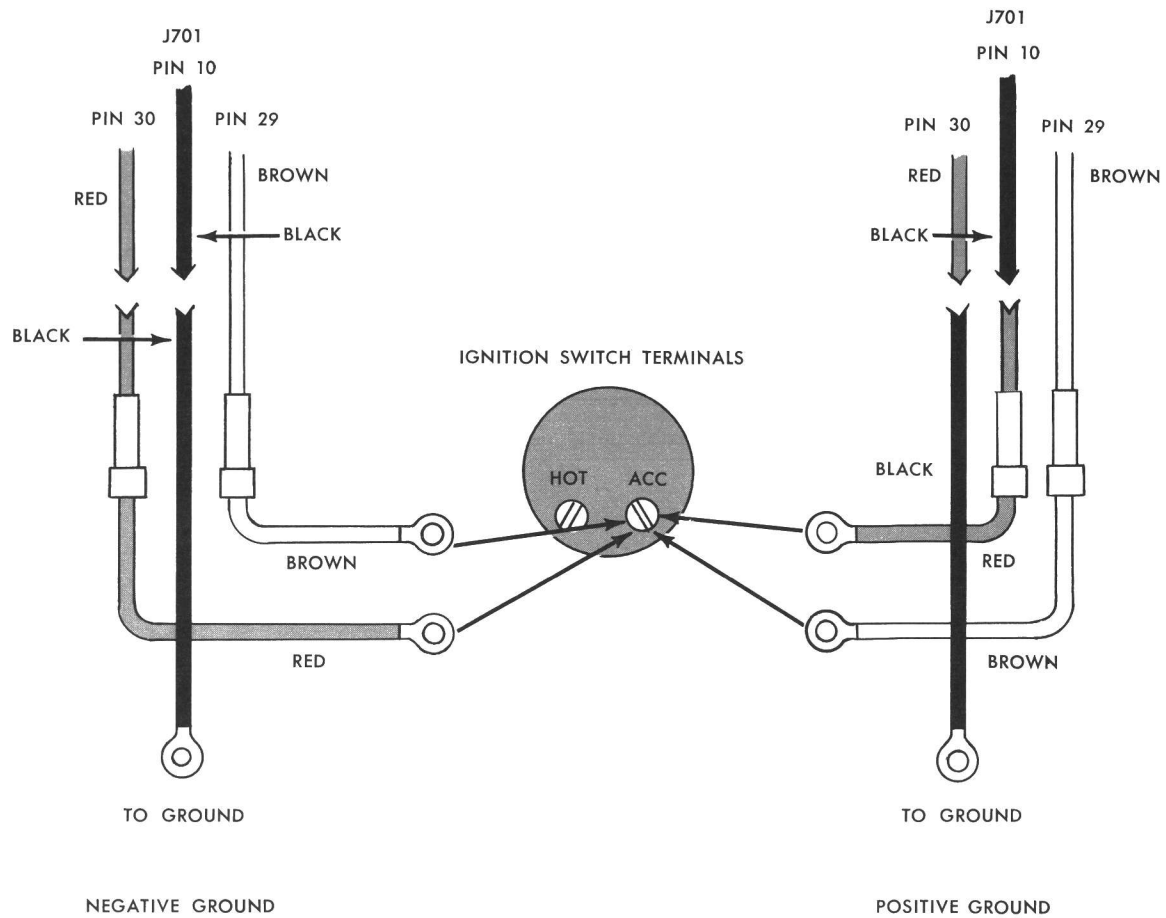 J701
PIN 10
PIN 30
PIN 29
BROWN
RED
BLACK
BLACK
BROWN
RED
TO GROUND
NEGATIVE GROUND
IGNITION SWITCH TERMINALS
HOT
ACC
J701
PIN 10
PIN 30
PIN 29
RED
BROWN
BLACK
BLACK
RED
BROWN
TO GROUND
POSITIVE GROUND